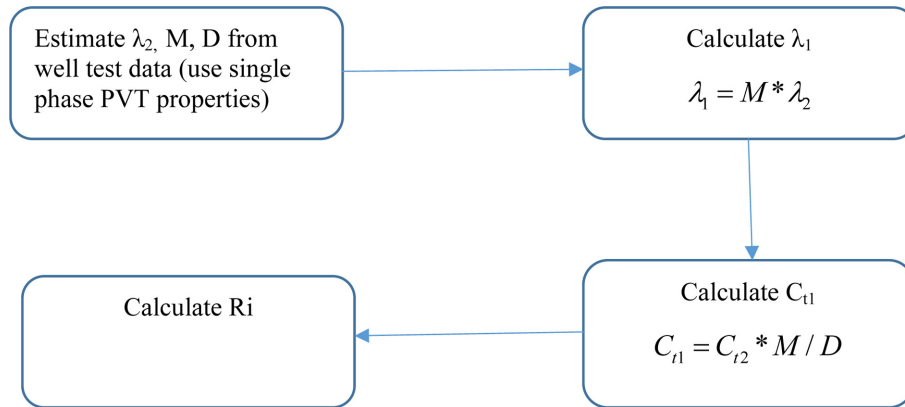 Estimate λ₂, M, D from
well test data (use single
phase PVT properties)
Calculate λ₁
λ₁ = M * λ₂
Calculate Cₜ₁
Cₜ₁ = Cₜ₂ * M / D
Calculate Ri